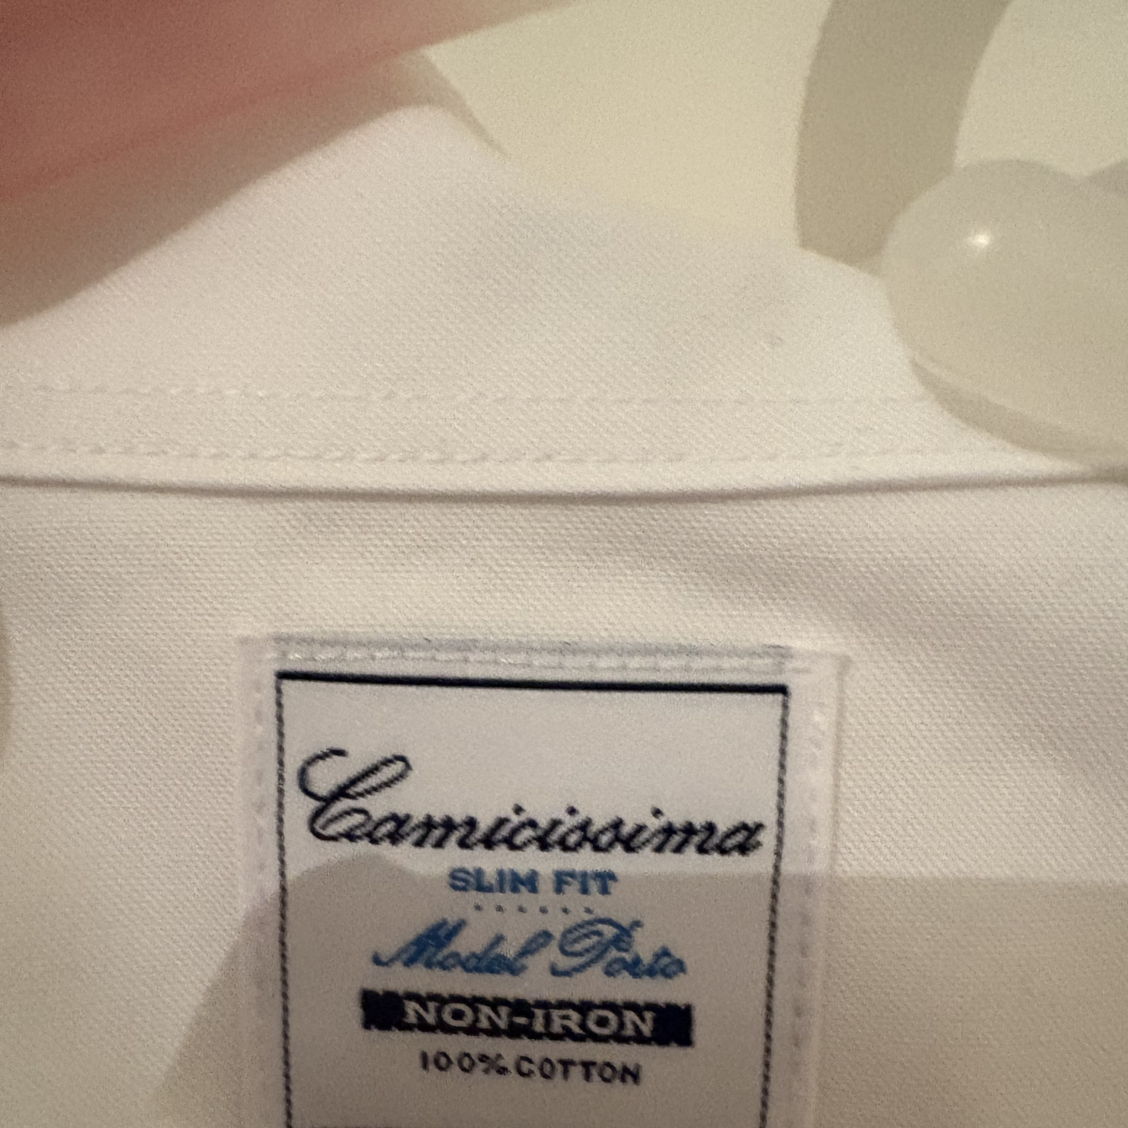 Camicissima
SLIM FIT
Model Porto
NON-IRON
100% COTTON